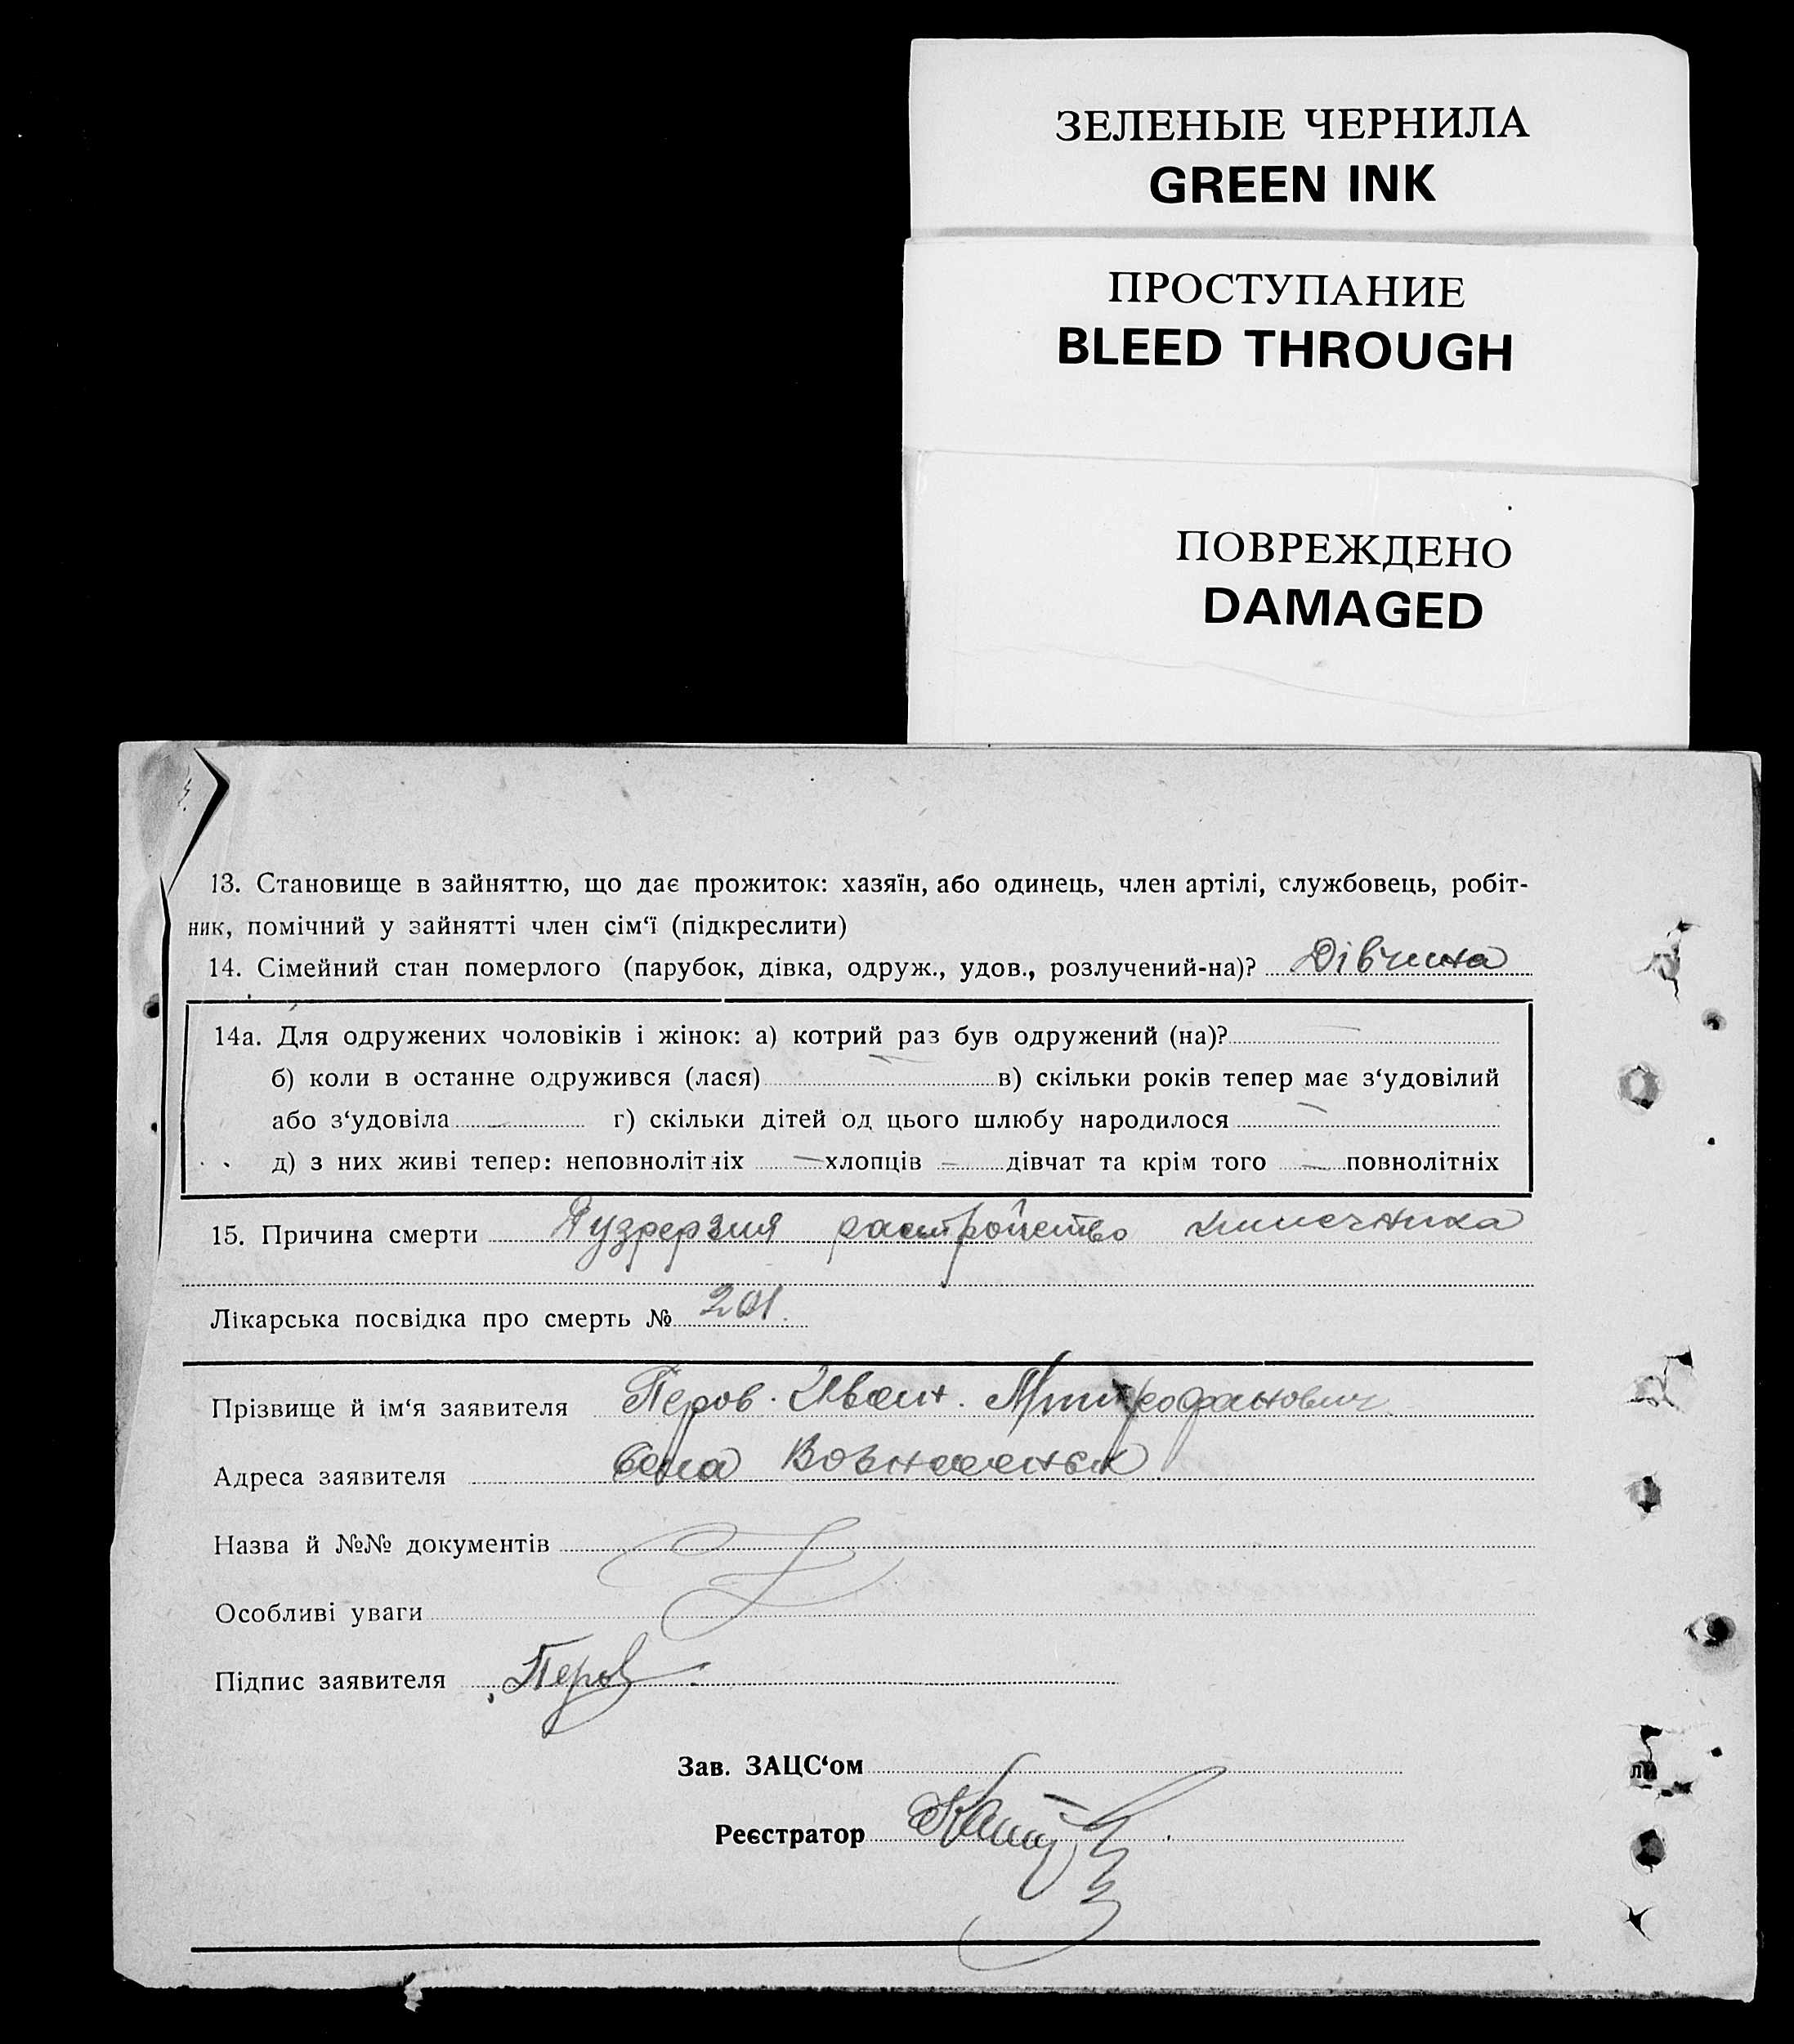 ЗЕЛЕНЫЕ ЧЕРНИЛА
GREEN INK
ПРОСТУПАНИЕ
BLEED THROUGH
ПОВРЕЖДЕНО
DAMAGED
13. Становище в зайняттю, що дає прожиток: хазяїн, або одинець, член артілі, службовець, робіт-
ник, помічний у зайнятті член сім‘ї (підкреслити)
14. Сімейний стан померлого (парубок, дівка, одруж., удов., розлучений-на)? Дівчина
14а. Для одружених чоловіків і жінок: а) котрий раз був одружений (на)? —
б) коли в останне одружився (лася) — в) скільки років тепер має з‘удовілий
або з‘удовіла — г) скільки дітей од цього шлюбу народилося —
д) з них живі тепер: неповнолітніх — хлопців — дівчат та крім того — повнолітніх
15. Причина смерти расстройство кишечника
Лікарська посвідка про смерть № 201.
Прізвище й ім‘я заявителя Перов. Иван. Митрофанович
Адреса заявителя Вознесенск
Назва й №№ документів
Особливі уваги
Підпис заявителя Перов
Зав. ЗАЦС‘ом
Реєстратор
ли